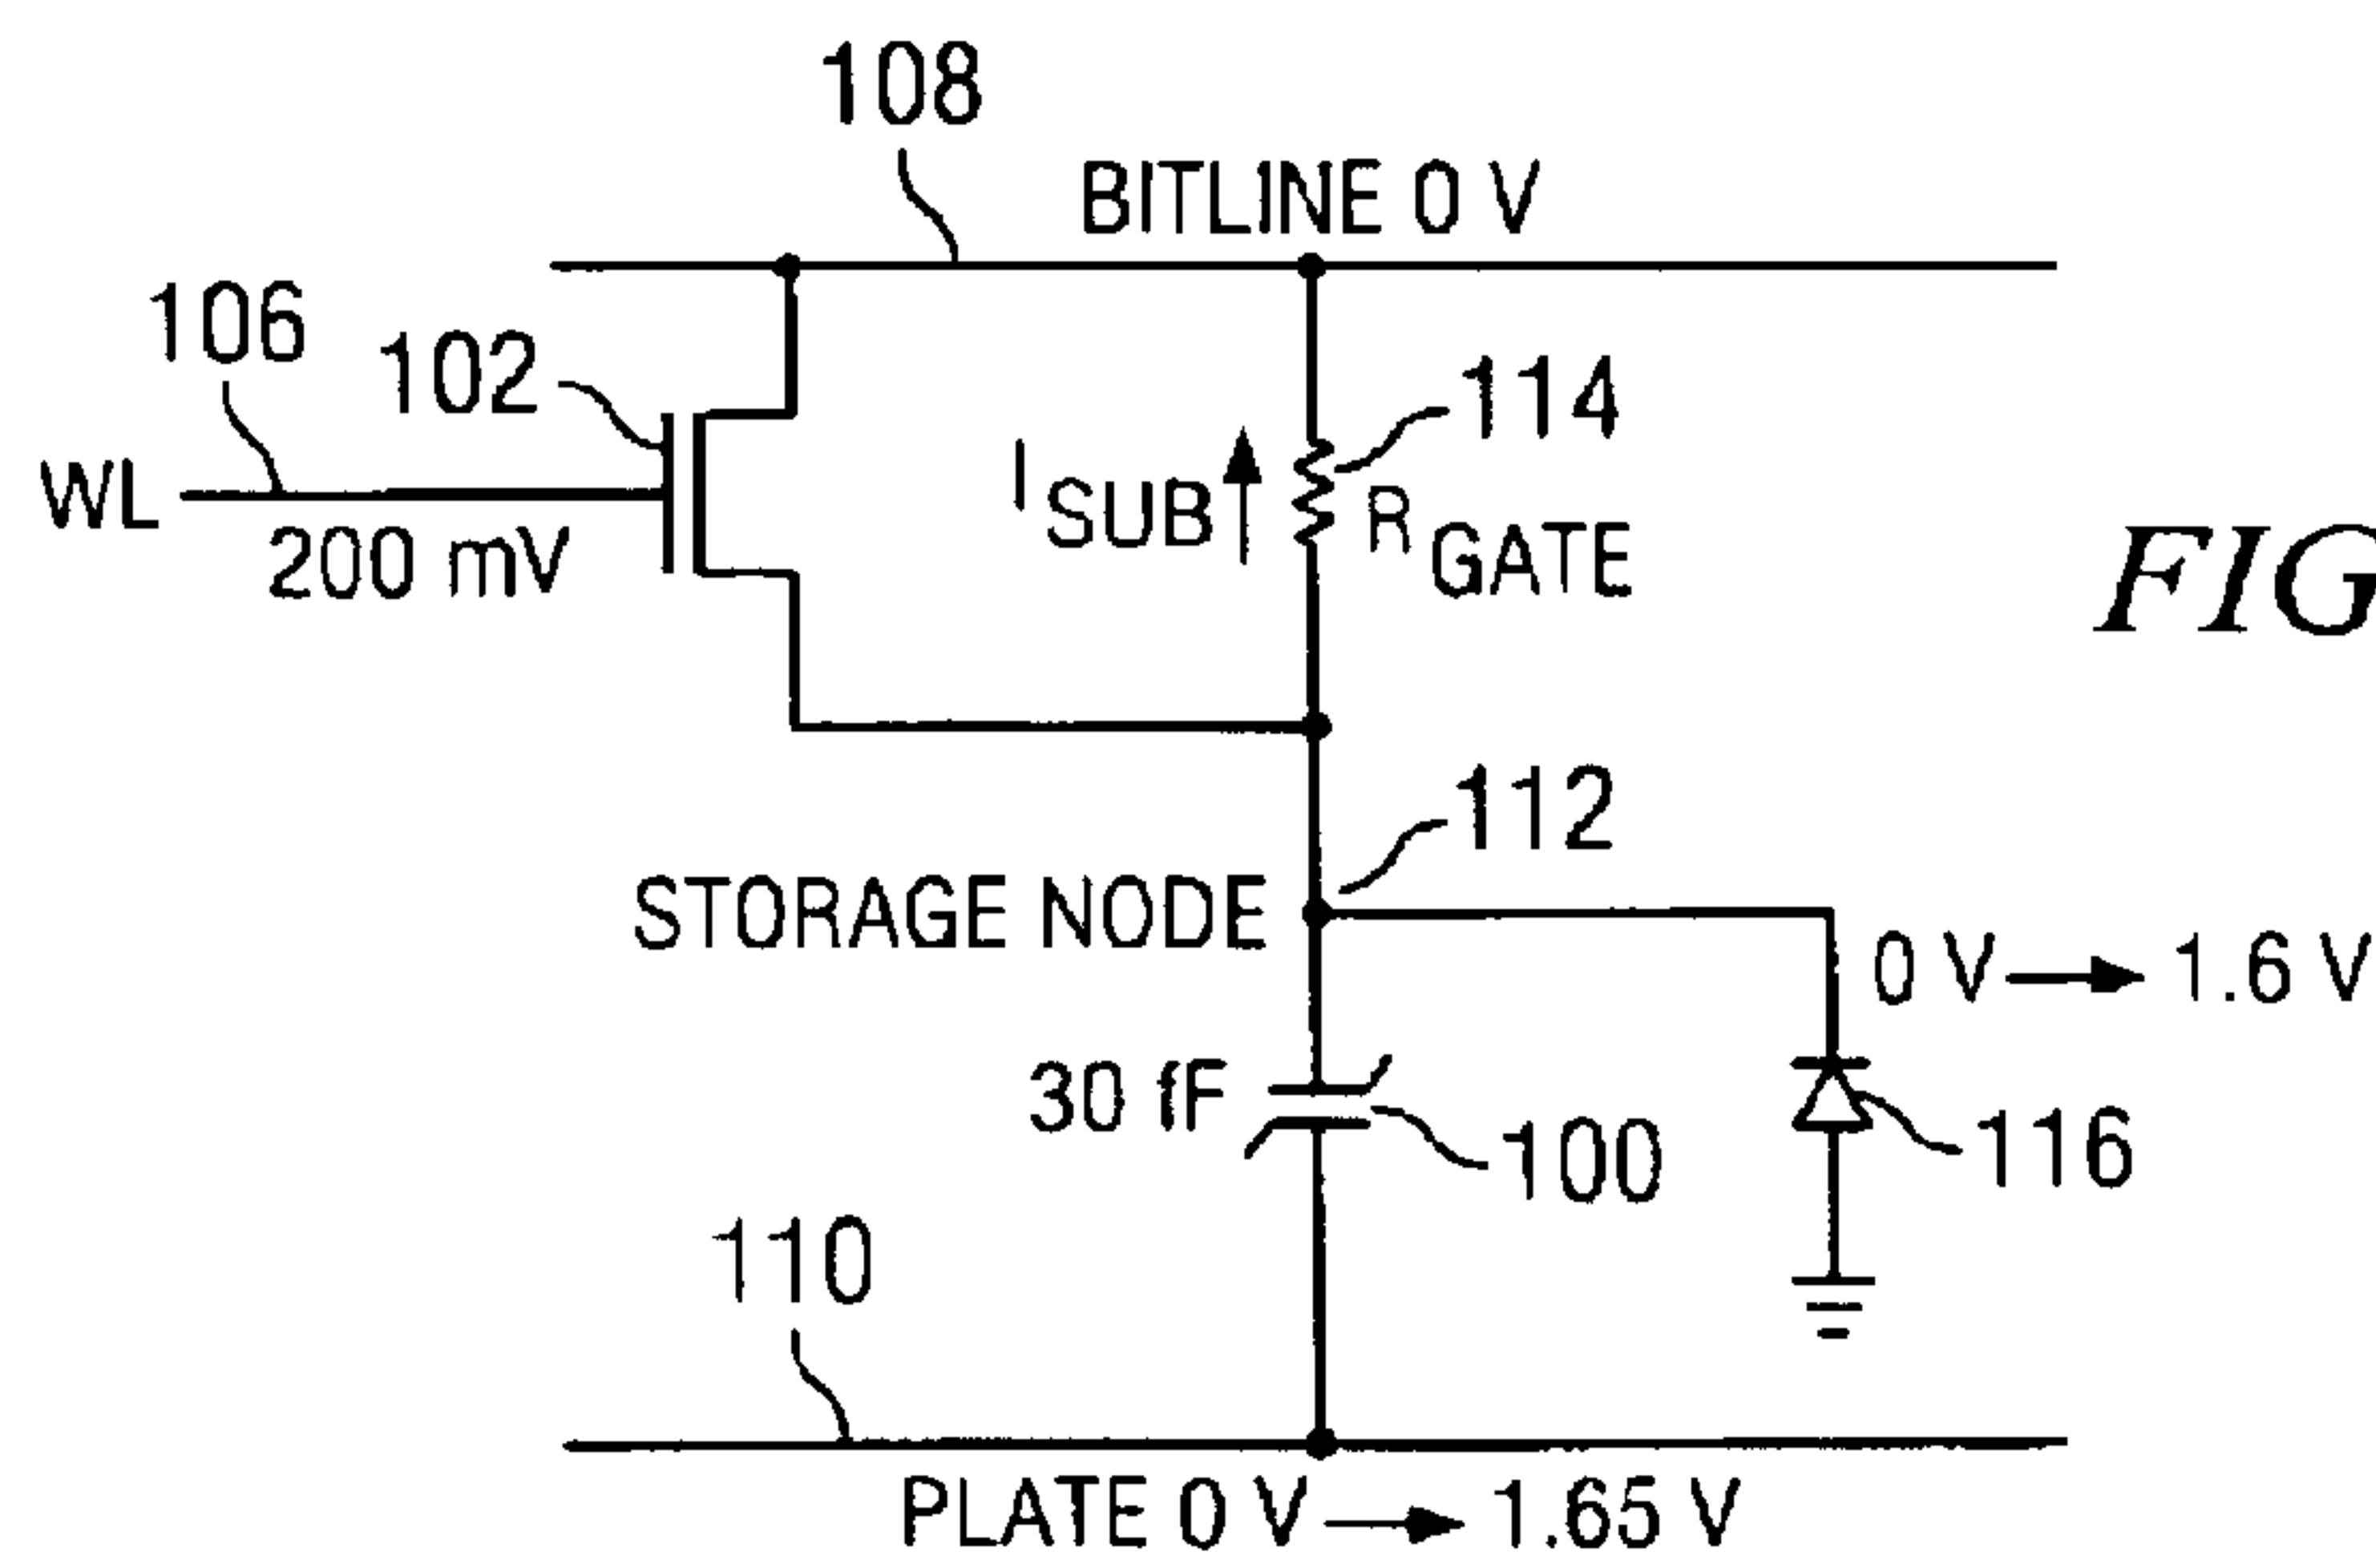 108
BITLINE 0 V
106
102
114
WL
200 mV
I SUB
R GATE
FIG
112
STORAGE NODE
0 V → 1.6 V
30 fF
100
116
110
PLATE 0 V → 1.65 V